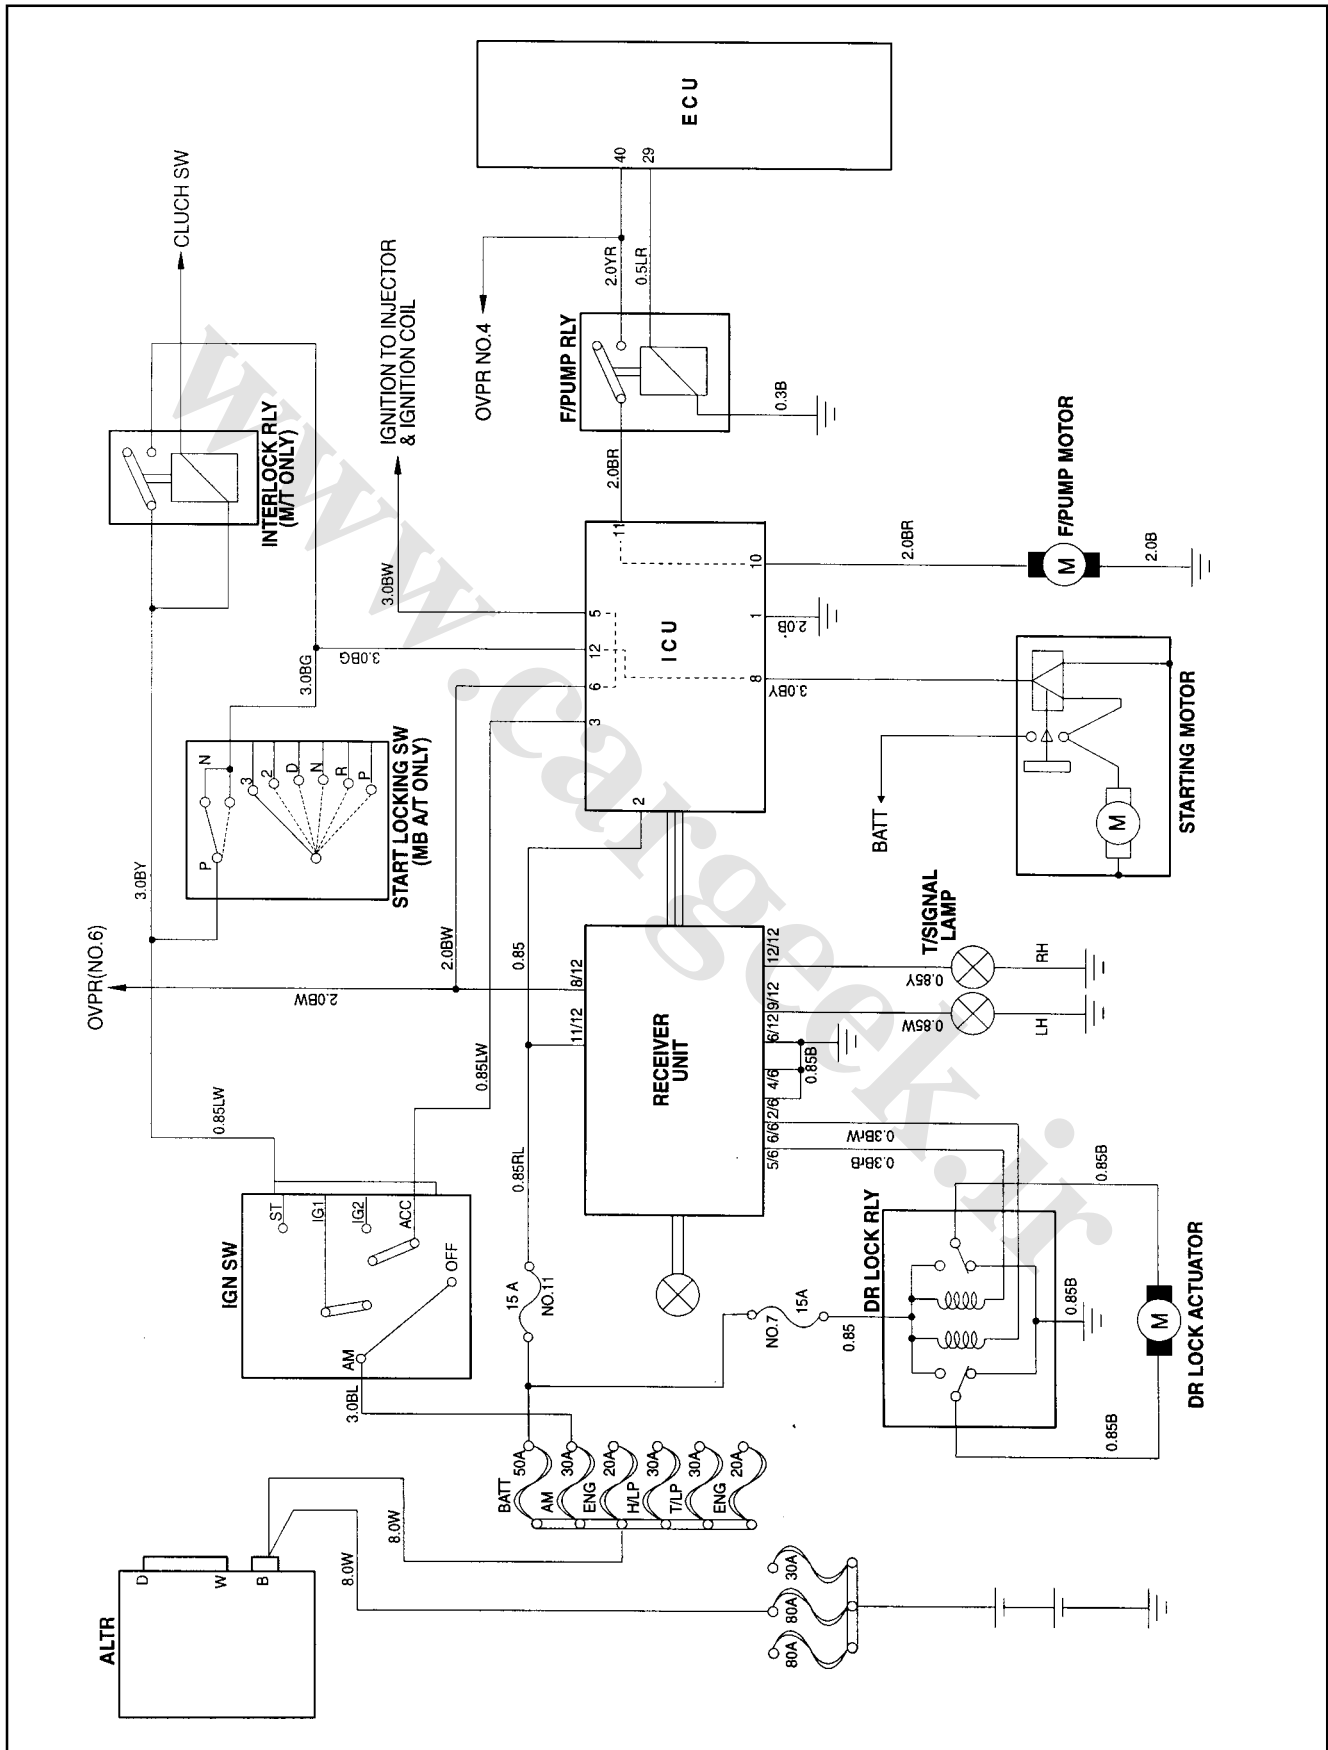 ALTR
D
W
B
8.0W
8.0W
80A
80A
30A
BATT
50A
AM
30A
ENG
20A
H/LP
30A
T/LP
30A
ENG
20A
IGN SW
AM
3.0BL
ST
IG1
IG2
ACC
OFF
0.85LW
0.85LW
OVPR(NO.6)
3.0BY
2.0BW
2.0BW
15 A
NO.11
0.85RL
0.85
NO.7
15A
0.85
DR LOCK RLY
0.85B
0.85B
0.85B
DR LOCK ACTUATOR
M
RECEIVER
UNIT
11/12
8/12
5/6
6/6
2/6
4/6
6/12
9/12
12/12
0.3BrB
0.3BrW
0.85B
0.85W
0.85Y
LH
RH
T/SIGNAL
LAMP
START LOCKING SW
(MB A/T ONLY)
P
N
3
2
D
N
R
P
3.0BG
3.0BG
INTERLOCK RLY
(M/T ONLY)
CLUCH SW
ICU
2
3
6
12
5
11
8
1
10
3.0BW
IGNITION TO INJECTOR
& IGNITION COIL
3.0BY
2.0B
2.0BR
2.0BR
BATT
M
STARTING MOTOR
M
F/PUMP MOTOR
2.0B
F/PUMP RLY
0.3B
OVPR NO.4
2.0YR
0.5LR
40
29
ECU
www.cargeek.ir